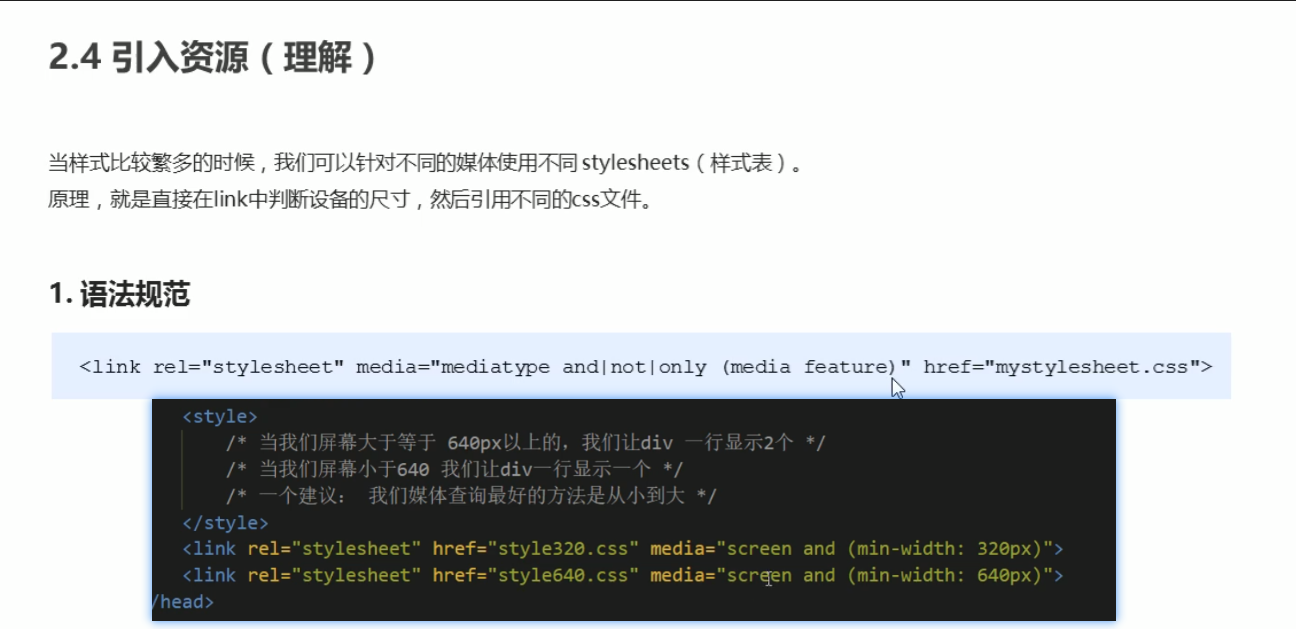 2.4 引入资源（理解）
当样式比较繁多的时候，我们可以针对不同的媒体使用不同 stylesheets（样式表）。
原理，就是直接在link中判断设备的尺寸，然后引用不同的css文件。
1. 语法规范
<link rel="stylesheet" media="mediatype and|not|only (media feature)" href="mystylesheet.css">
<style>
/* 当我们屏幕大于等于 640px以上的，我们让div 一行显示2个 */
/* 当我们屏幕小于640 我们让div一行显示一个 */
/* 一个建议： 我们媒体查询最好的方法是从小到大 */
</style>
<link rel="stylesheet" href="style320.css" media="screen and (min-width: 320px)">
<link rel="stylesheet" href="style640.css" media="screen and (min-width: 640px)">
/head>